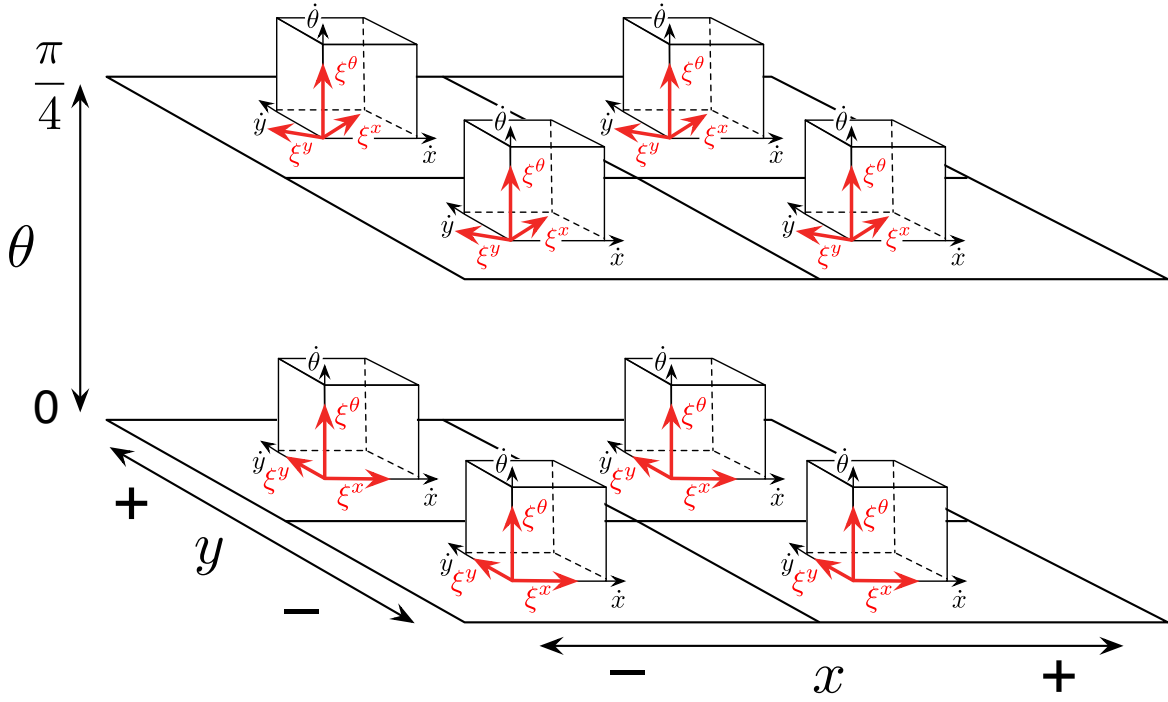 θ̇ θ̇
π/4
ξ^θ ξ^θ
ẏ ξ^y ξ^x ẋ ẏ ξ^y ξ^x ẋ
θ̇ θ̇
ξ^θ ξ^θ
ẏ ξ^y ξ^x ẋ ẏ ξ^y ξ^x ẋ
θ
θ̇ θ̇
0
ξ^θ ξ^θ
ẏ ξ^y ξ^x ẋ ẏ ξ^y ξ^x ẋ
θ̇ θ̇
ξ^θ ξ^θ
ẏ ξ^y ξ^x ẋ ẏ ξ^y ξ^x ẋ
+ y −
− x +